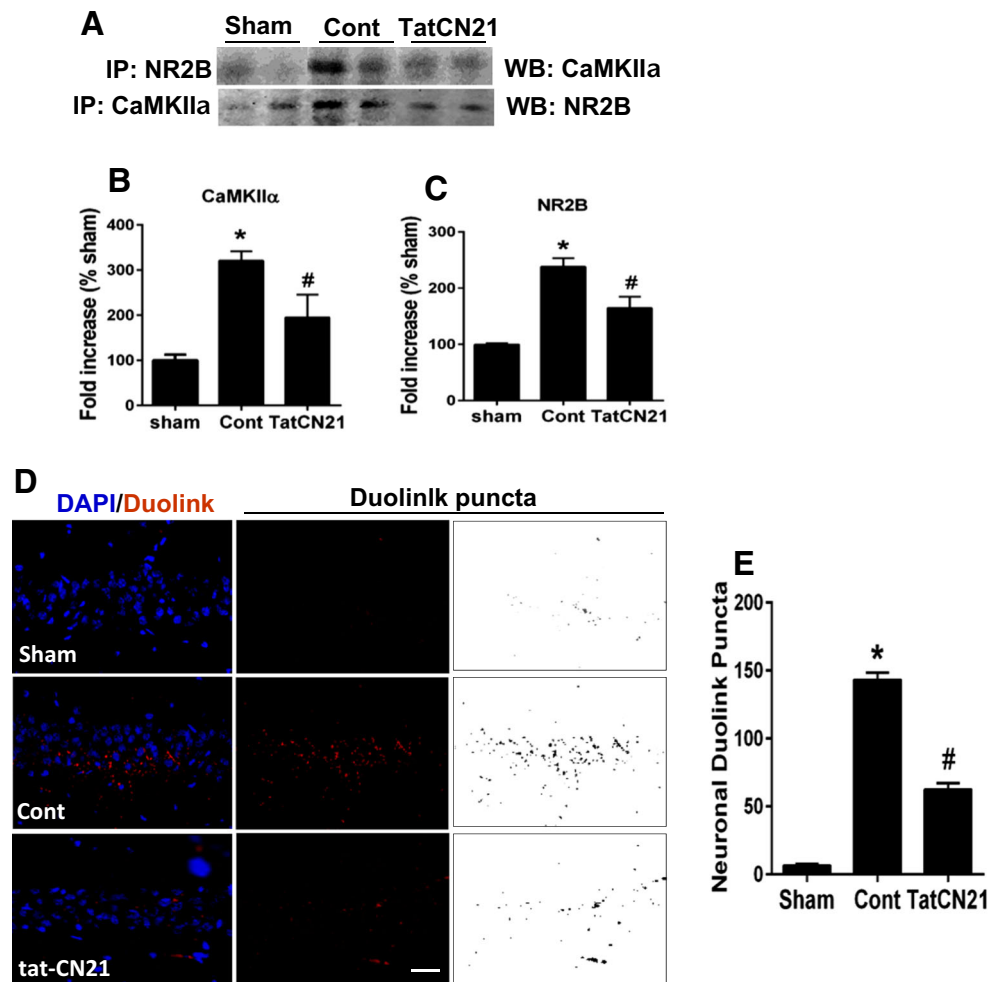 A
Sham Cont TatCN21
IP: NR2B WB: CaMKIIa
IP: CaMKIIa WB: NR2B
B
CaMKIIα
Fold increase (% sham)
400
300
200
100
0
*
#
sham Cont TatCN21
C
NR2B
Fold increase (% sham)
300
200
100
0
*
#
sham Cont TatCN21
D
DAPI/Duolink Duolinlk puncta
Sham
Cont
tat-CN21
E
Neuronal Duolink Puncta
200
150
100
50
0
*
#
Sham Cont TatCN21